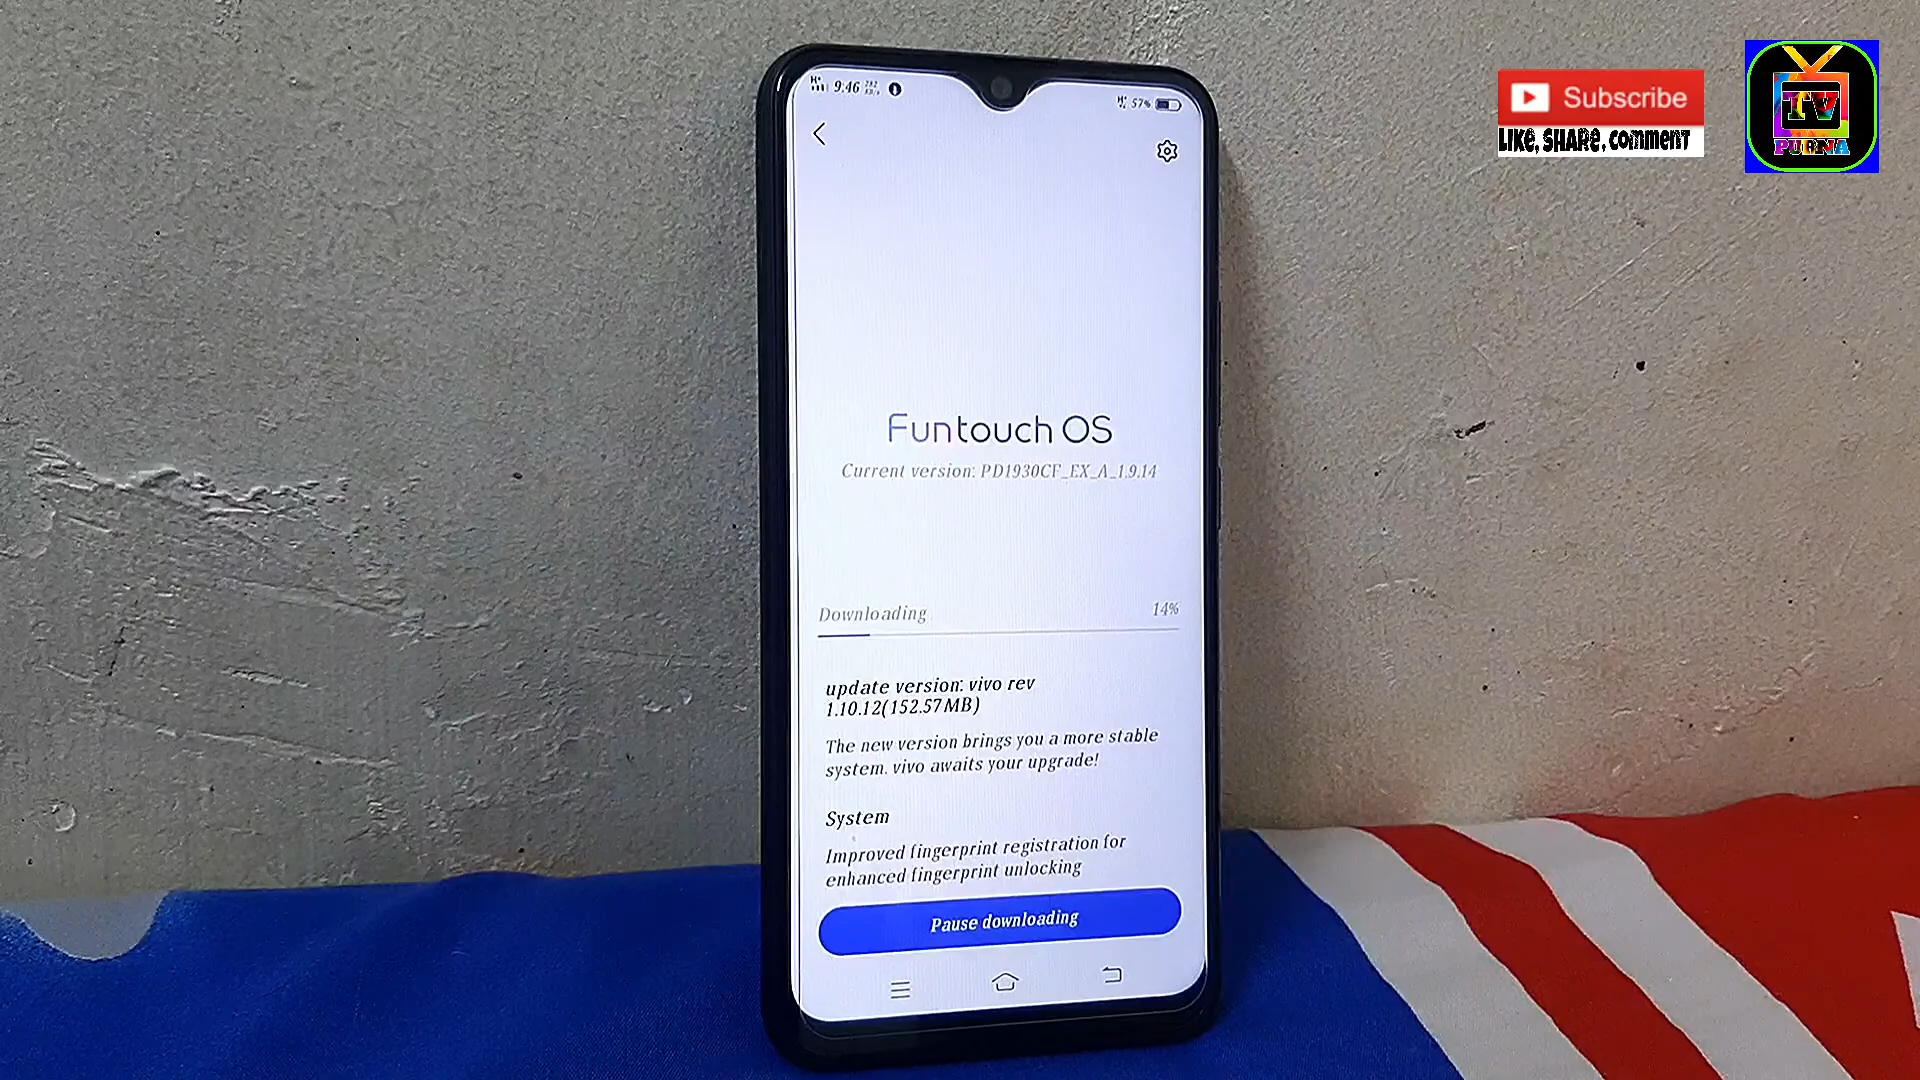 9:46
57%
Subscribe
LIKE, SHARE, comment
TV
PURNA
Funtouch OS
Current version: PD1930CF_EX_A_1.9.14
Downloading 14%
update version: vivo rev
1.10.12(152.57MB)
The new version brings you a more stable
system. vivo awaits your upgrade!
System
Improved fingerprint registration for
enhanced fingerprint unlocking
Pause downloading